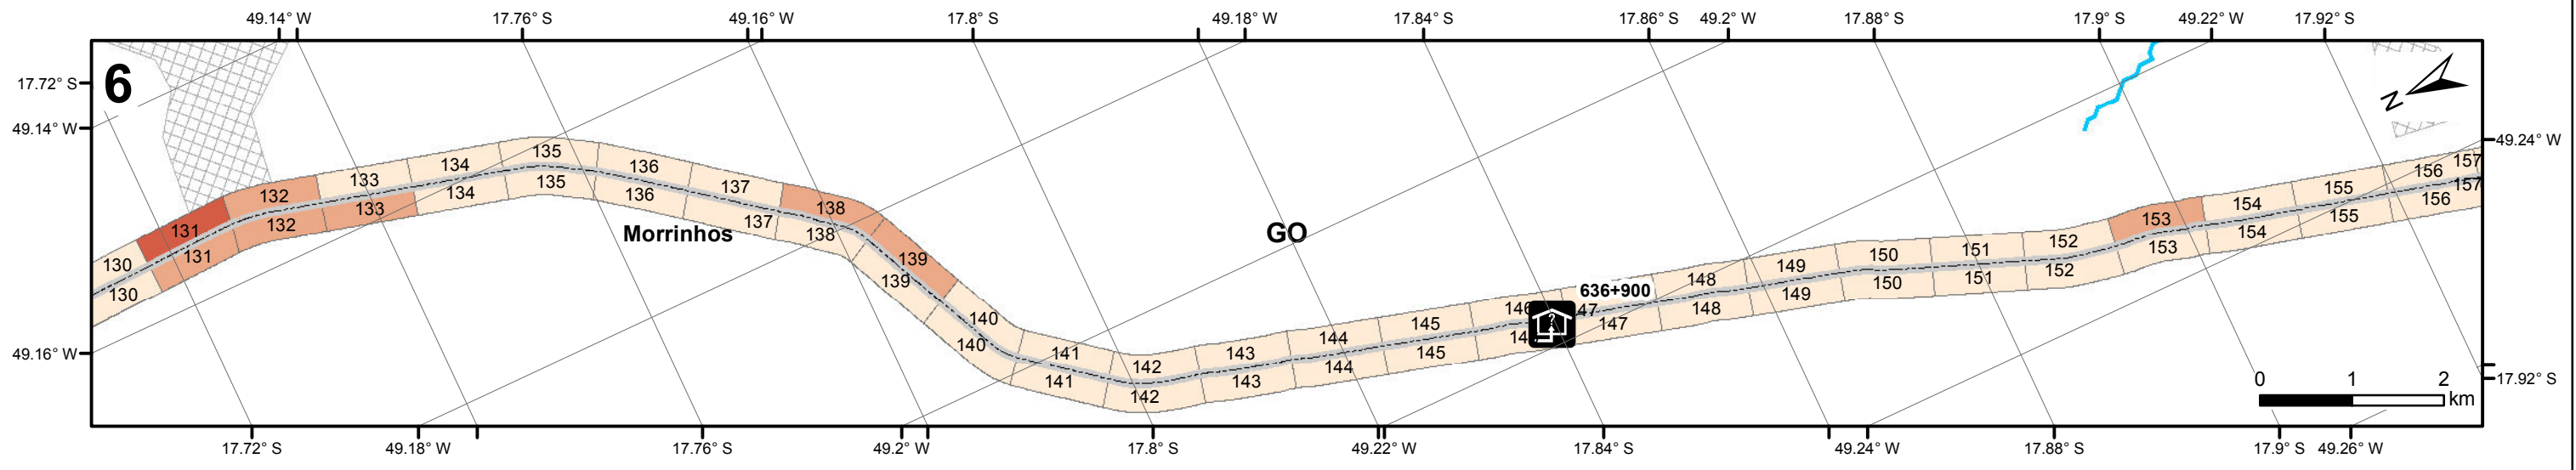 49.14° W 17.76° S 49.16° W 17.8° S 49.18° W 17.84° S 17.86° S 49.2° W 17.88° S 17.9° S 49.22° W 17.92° S
17.72° S
6
49.14° W
N
49.24° W
130 131 132 133 134 135 136 137 138 139 140 141 142 143 144 145 146 148 149 150 151 152 153 154 155 156 157
130 131 132 133 134 135 136 137 138 139 140 141 142 143 144 145 147 148 149 150 151 152 153 154 155 156 157
Morrinhos
GO
636+900
49.16° W
0 1 2
km
17.92° S
17.72° S 49.18° W 17.76° S 49.2° W 17.8° S 49.22° W 17.84° S 49.24° W 17.88° S 17.9° S 49.26° W